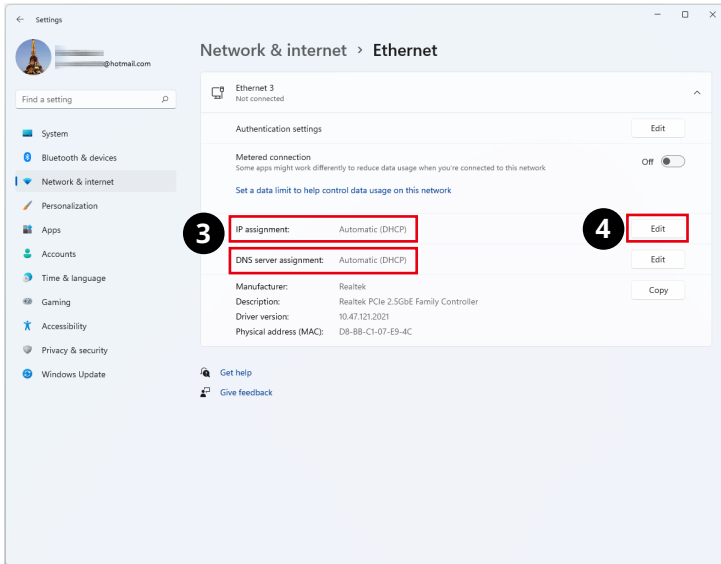 Settings
@hotmail.com
Find a setting
System
Bluetooth & devices
Network & internet
Personalization
Apps
Accounts
Time & language
Gaming
Accessibility
Privacy & security
Windows Update
Network & internet > Ethernet
Ethernet 3
Not connected
Authentication settings Edit
Metered connection
Some apps might work differently to reduce data usage when you're connected to this network
Off
Set a data limit to help control data usage on this network
3 IP assignment: Automatic (DHCP) 4 Edit
DNS server assignment: Automatic (DHCP) Edit
Manufacturer: Realtek Copy
Description: Realtek PCIe 2.5GbE Family Controller
Driver version: 10.47.121.2021
Physical address (MAC): D8-BB-C1-07-E9-4C
Get help
Give feedback